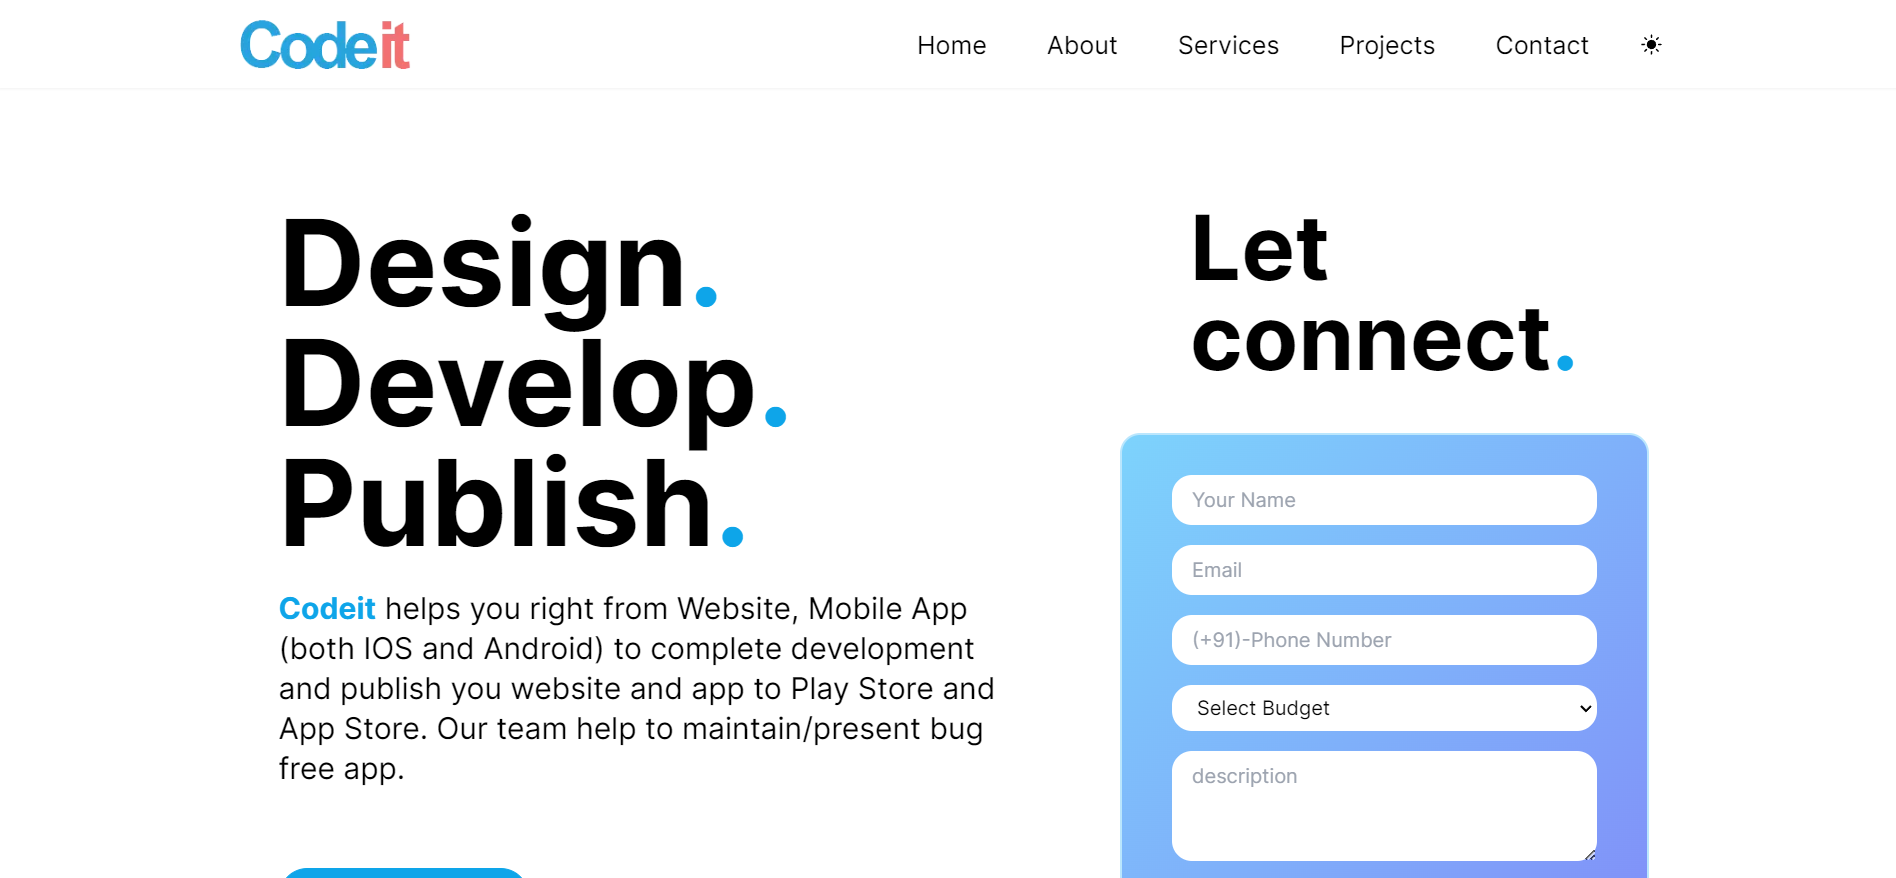 Codeit
Home About Services Projects Contact
Design.
Develop.
Publish.
Codeit helps you right from Website, Mobile App
(both IOS and Android) to complete development
and publish you website and app to Play Store and
App Store. Our team help to maintain/present bug
free app.
Let
connect.
Your Name
Email
(+91)-Phone Number
Select Budget
description